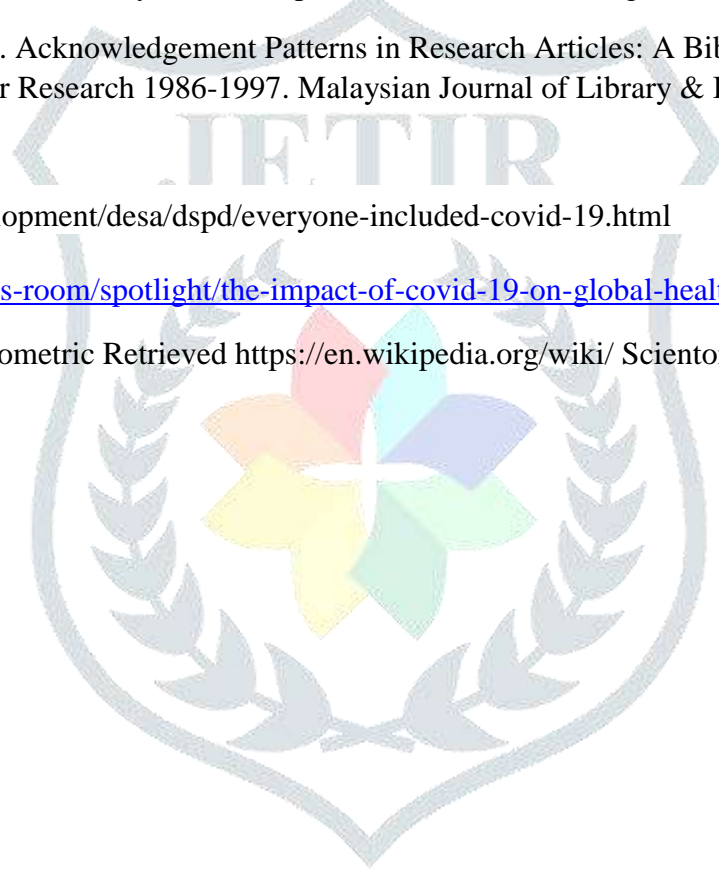 . Acknowledgement Patterns in Research Articles: A Bib
r Research 1986-1997. Malaysian Journal of Library &
JETIR
lopment/desa/dspd/everyone-included-covid-19.html
s-room/spotlight/the-impact-of-covid-19-on-global-healt
ometric Retrieved https://en.wikipedia.org/wiki/ Sciento